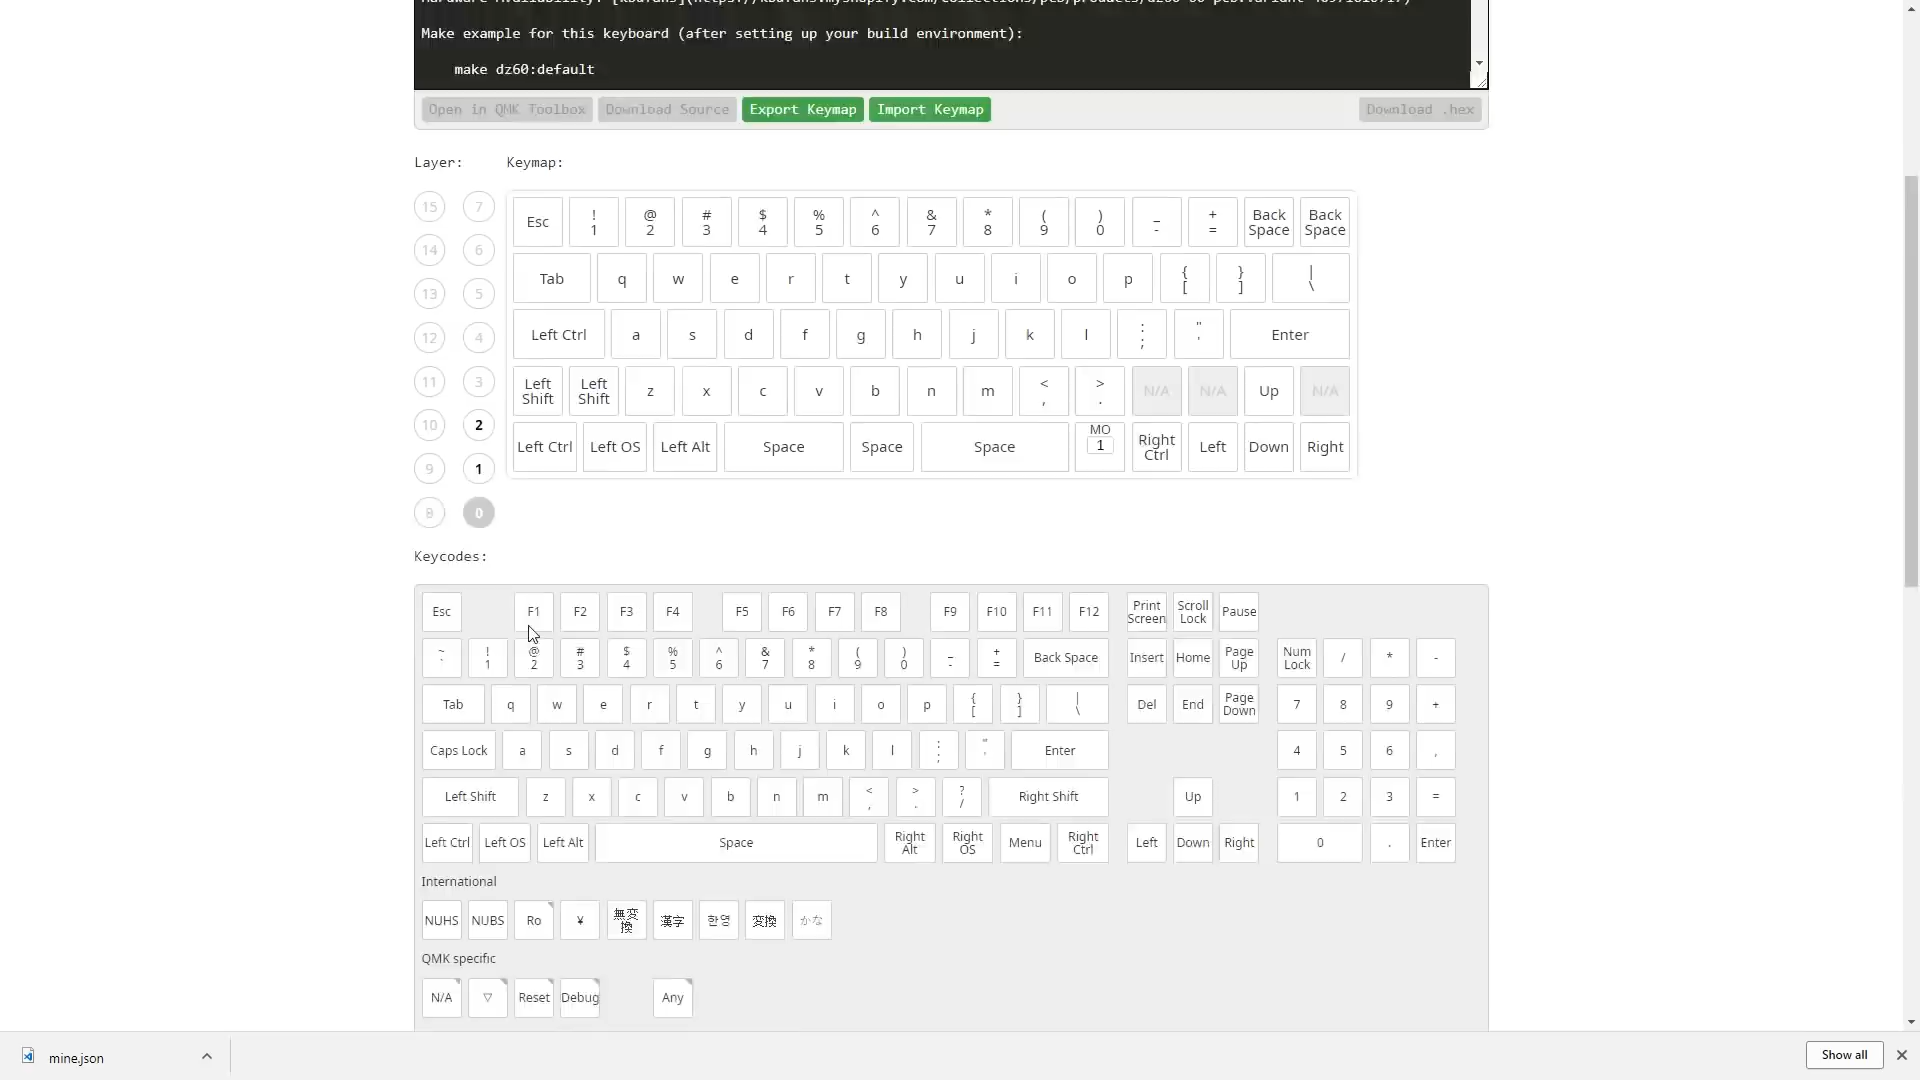 Make example for this keyboard (after setting up your build environment):
make dz60:default
Open in QMK Toolbox Download Source Export Keymap Import Keymap Download .hex
Layer: Keymap:
15 7
14 6
13 5
12 4
11 3
10 2
9 1
8 0
Esc ! 1 @ 2 # 3 $ 4 % 5 ^ 6 & 7 * 8 ( 9 ) 0 _ - + = Back Space Back Space
Tab q w e r t y u i o p { [ } ] | \
Left Ctrl a s d f g h j k l : ; " ' Enter
Left Shift Left Shift z x c v b n m < , > . N/A N/A Up N/A
Left Ctrl Left OS Left Alt Space Space Space MO 1 Right Ctrl Left Down Right
Keycodes:
Esc F1 F2 F3 F4 F5 F6 F7 F8 F9 F10 F11 F12 Print Screen Scroll Lock Pause
~ ` ! 1 @ 2 # 3 $ 4 % 5 ^ 6 & 7 * 8 ( 9 ) 0 _ - + = Back Space Insert Home Page Up Num Lock / * -
Tab q w e r t y u i o p { [ } ] | \ Del End Page Down 7 8 9 +
Caps Lock a s d f g h j k l : ; " ' Enter 4 5 6 ,
Left Shift z x c v b n m < , > . ? / Right Shift Up 1 2 3 =
Left Ctrl Left OS Left Alt Space Right Alt Right OS Menu Right Ctrl Left Down Right 0 . Enter
International
NUHS NUBS Ro ¥ 無変換 漢字 한영 変換 かな
QMK specific
N/A ▽ Reset Debug Any
mine.json Show all